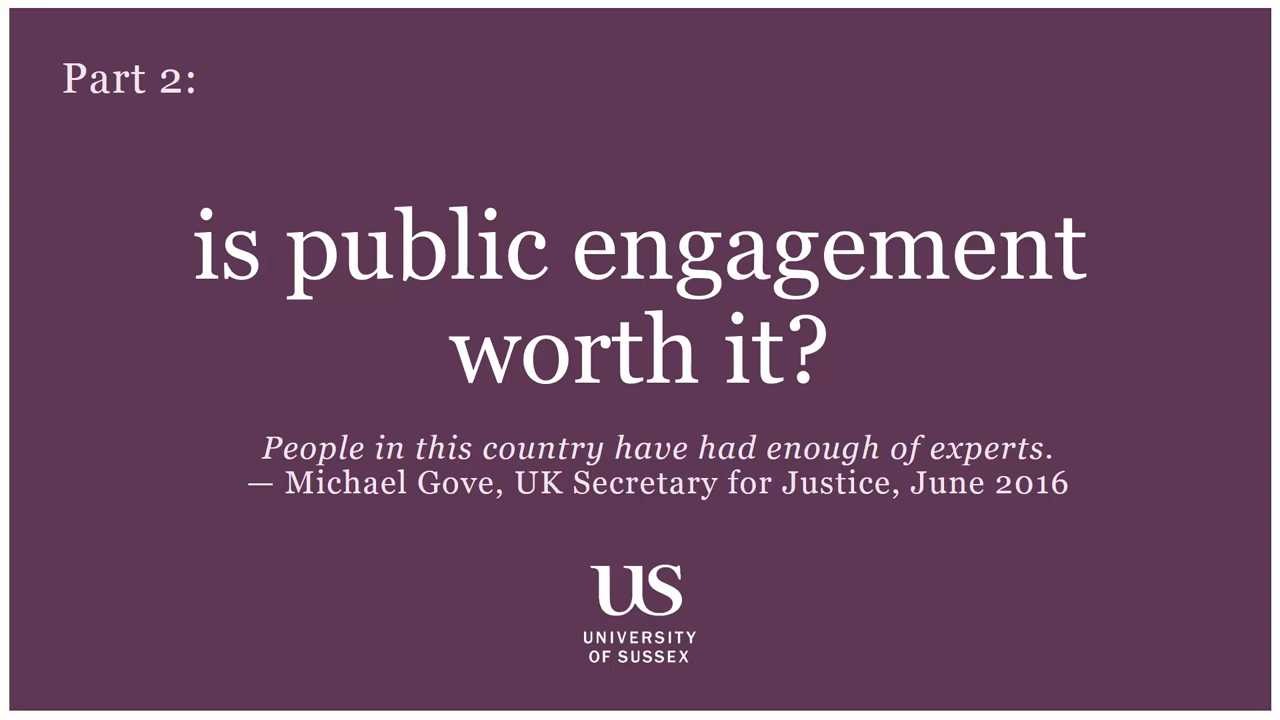 Part 2:
is public engagement
worth it?
People in this country have had enough of experts.
— Michael Gove, UK Secretary for Justice, June 2016
us
UNIVERSITY
OF SUSSEX